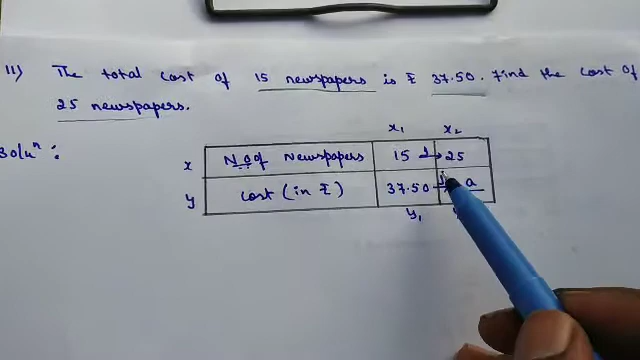 11) The total cost of 15 newspapers is ₹ 37.50. Find the cost of
25 newspapers.
Soluⁿ :
x₁ x₂
x No of Newspapers 15 25
y Cost (in ₹) 37.50 a
y₁